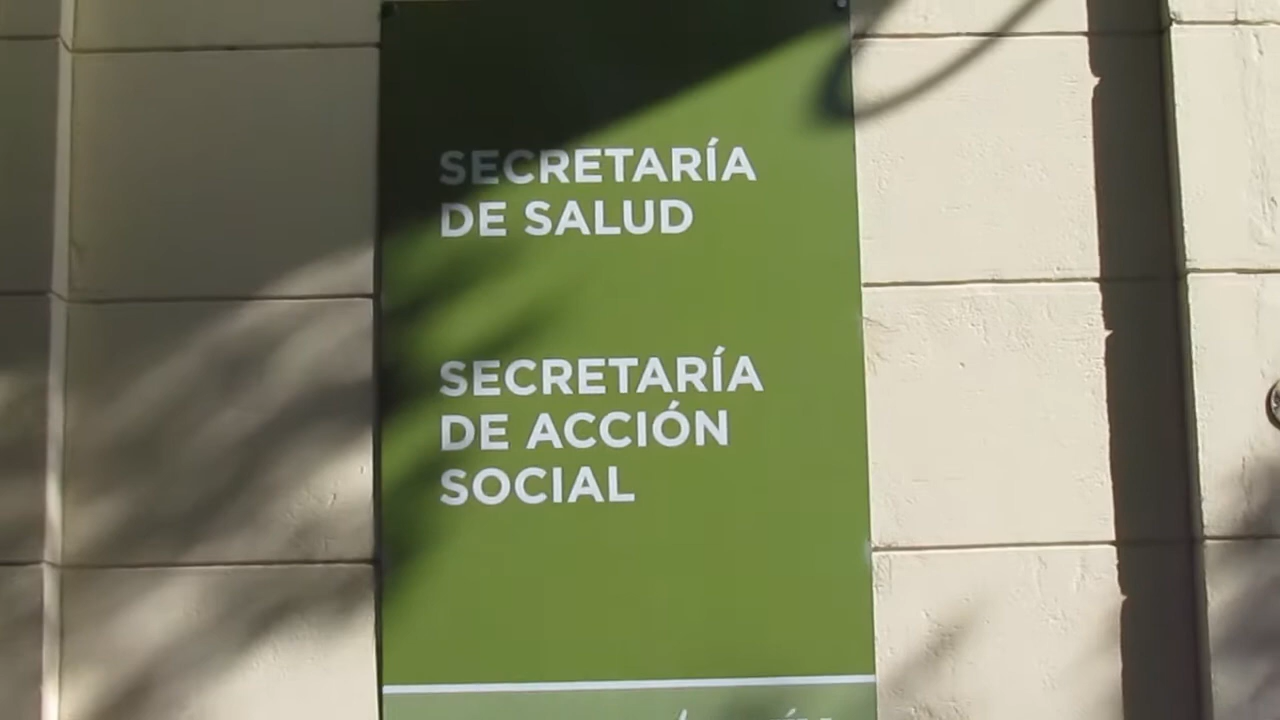 SECRETARÍA
DE SALUD
SECRETARÍA
DE ACCIÓN
SOCIAL